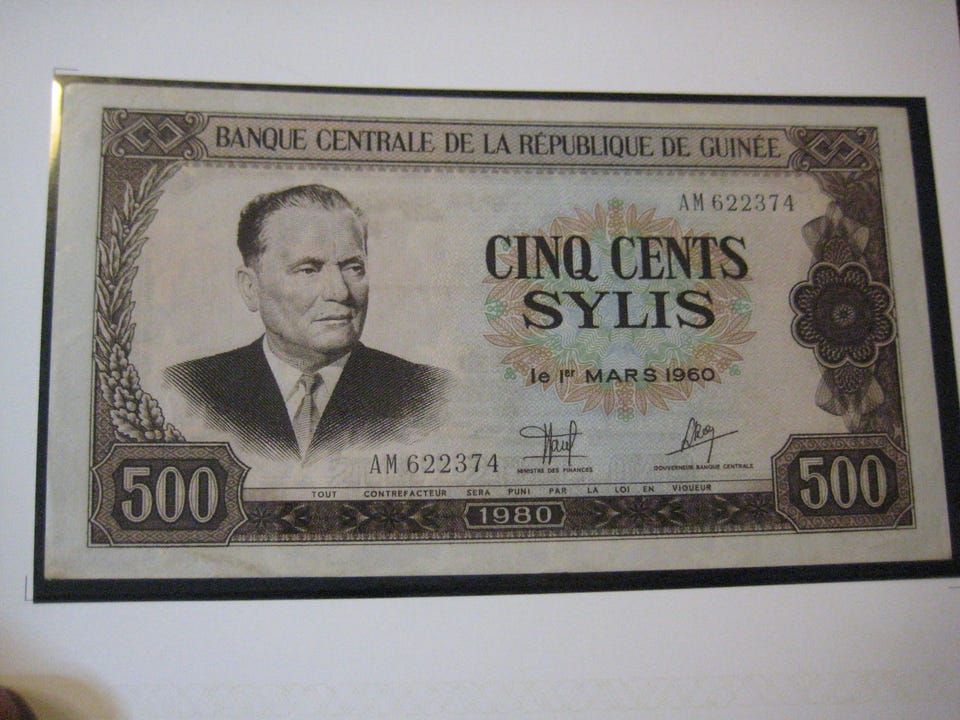 BANQUE CENTRALE DE LA RÉPUBLIQUE DE GUINÉE
AM 622374
CINQ CENTS
SYLIS
le 1er MARS 1960
AM 622374
MINISTRE DES FINANCES
GOUVERNEUR BANQUE CENTRALE
500
TOUT CONTREFACTEUR SERA PUNI PAR LA LOI EN VIGUEUR
500
1980